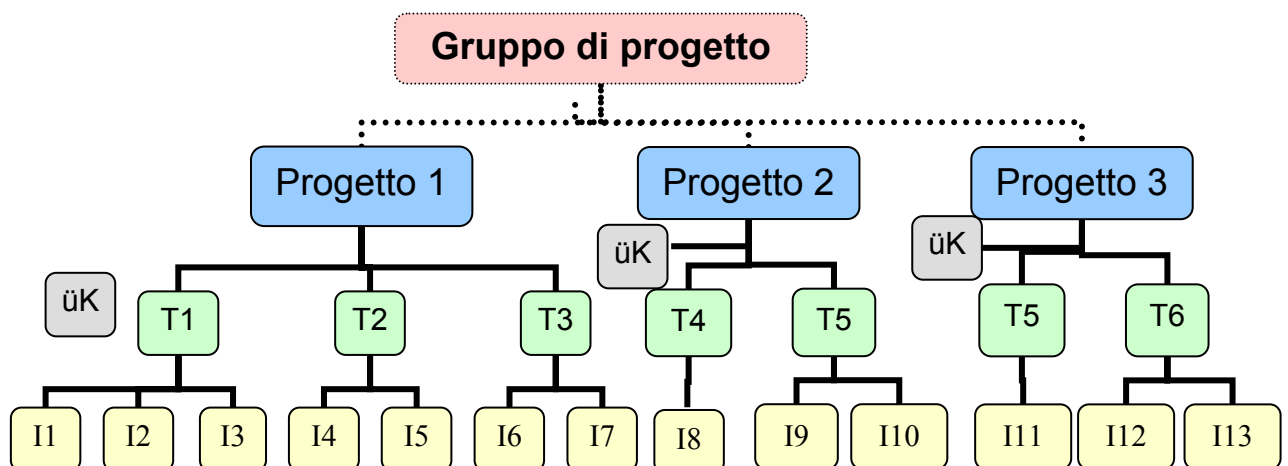 Gruppo di progetto
Progetto 1
Progetto 2
Progetto 3
üK
üK
üK
T1
T2
T3
T4
T5
T5
T6
I1
I2
I3
I4
I5
I6
I7
I8
I9
I10
I11
I12
I13